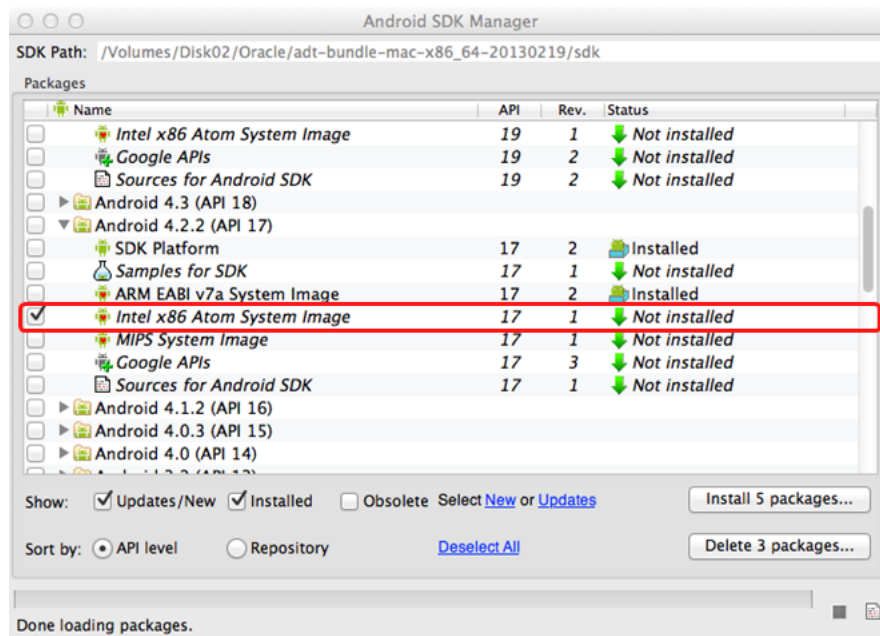 Android SDK Manager
SDK Path: /Volumes/Disk02/Oracle/adt-bundle-mac-x86_64-20130219/sdk
Packages
Name API Rev. Status
Intel x86 Atom System Image 19 1 Not installed
Google APIs 19 2 Not installed
Sources for Android SDK 19 2 Not installed
Android 4.3 (API 18)
Android 4.2.2 (API 17)
SDK Platform 17 2 Installed
Samples for SDK 17 1 Not installed
ARM EABI v7a System Image 17 2 Installed
Intel x86 Atom System Image 17 1 Not installed
MIPS System Image 17 1 Not installed
Google APIs 17 3 Not installed
Sources for Android SDK 17 1 Not installed
Android 4.1.2 (API 16)
Android 4.0.3 (API 15)
Android 4.0 (API 14)
Show: Updates/New Installed Obsolete Select New or Updates Install 5 packages...
Sort by: API level Repository Deselect All Delete 3 packages...
Done loading packages.